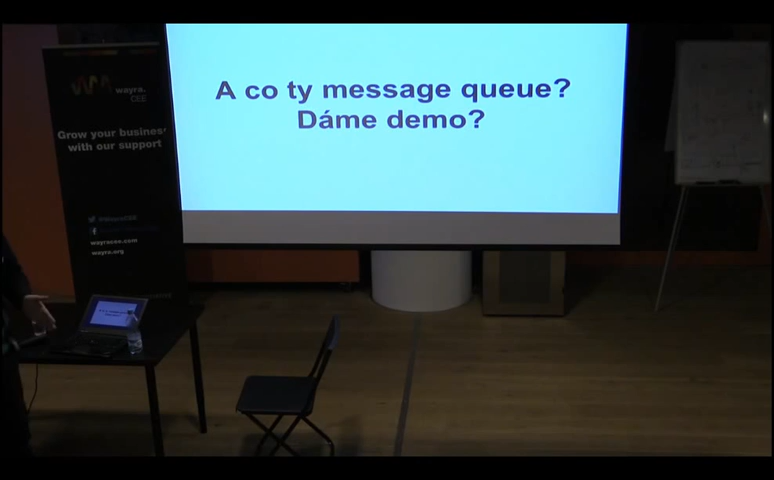 A co ty message queue?
Dáme demo?
wayra.
CEE
Grow your business
with our support
wayracee.com
wayra.org